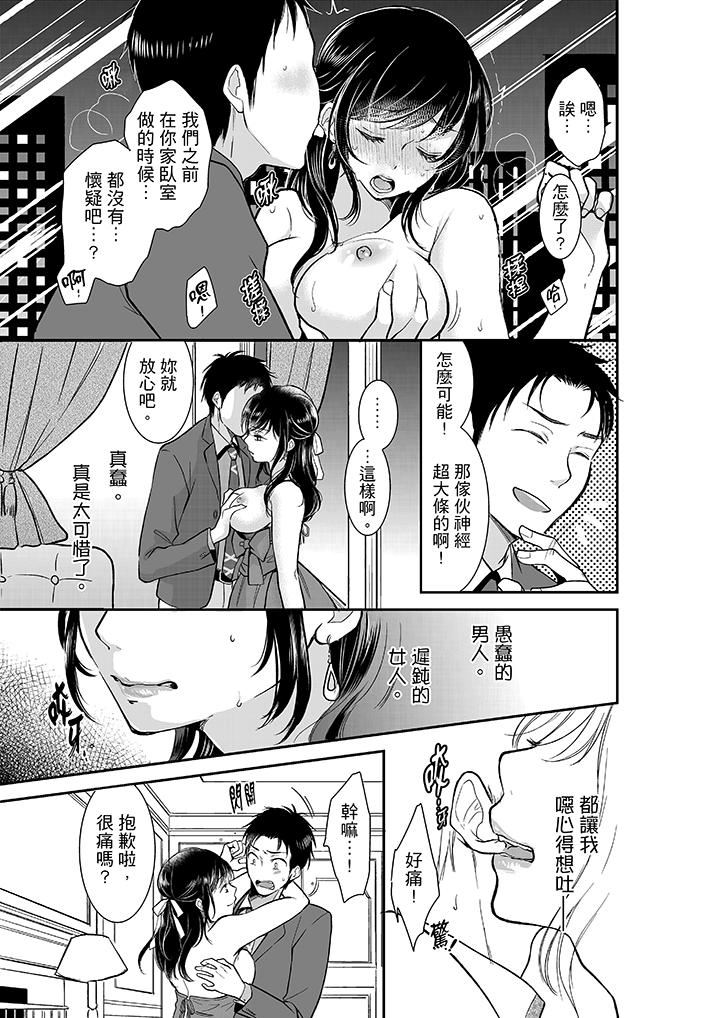 嗯…
誒…
怎麼了？
哈！
揉
捏
啾
我們之前
在你家臥室
做的時候…
都沒有…
懷疑吧…？
啾
啾
嗯！
啊！
搓
揉
怎麼可能！
那傢伙神經
超大條的啊！
……
…這樣啊。
妳就
放心吧。
真蠢。
真是太可惜了。
愚蠢的
男人。
遲鈍的
女人。
都讓我
噁心得想吐—
好痛！
驚！
幹嘛…！
閃開
抱歉啦，
很痛嗎？